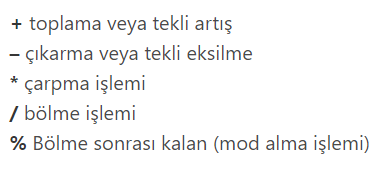 + toplama veya tekli artış
– çıkarma veya tekli eksilme
* çarpma işlemi
/ bölme işlemi
% Bölme sonrası kalan (mod alma işlemi)